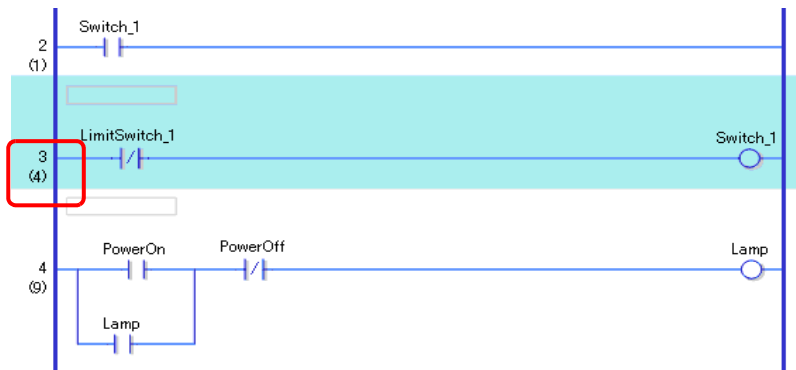 Switch_1
2
(1)
LimitSwitch_1
Switch_1
3
(4)
PowerOn
PowerOff
Lamp
4
(9)
Lamp